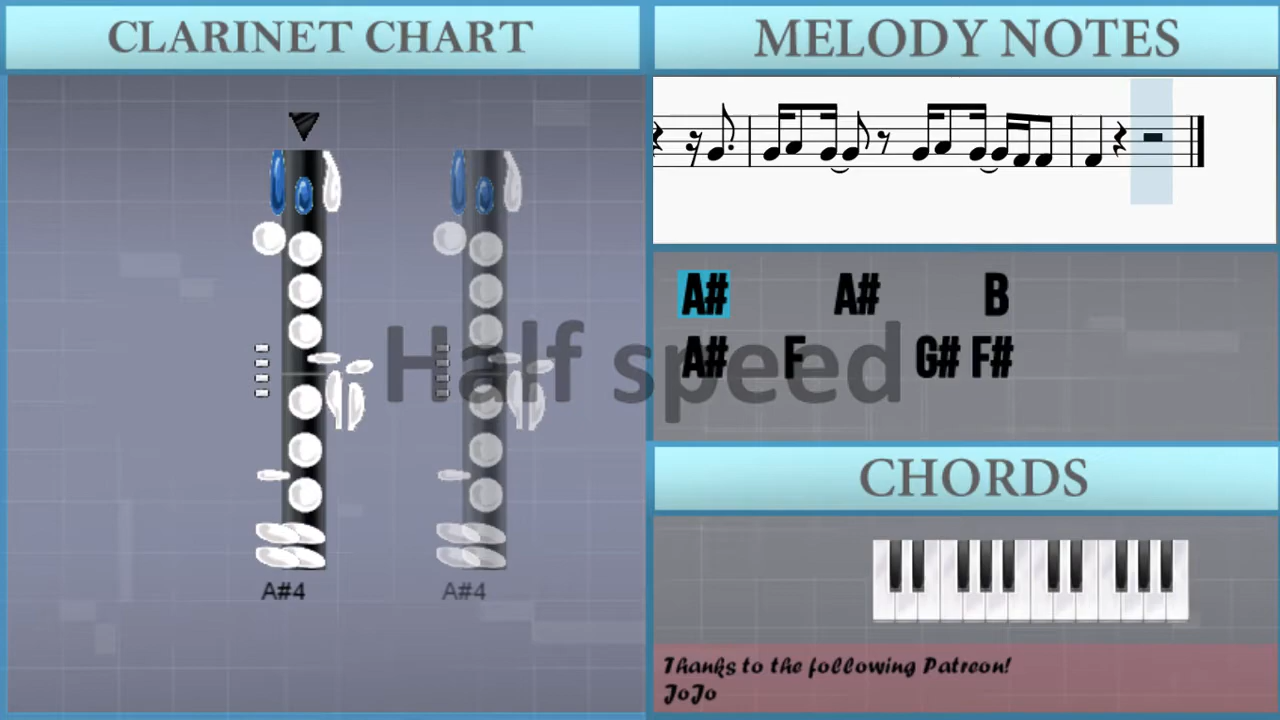 CLARINET CHART
MELODY NOTES
A# A# B
A# F G# F#
Half speed
CHORDS
A#4 A#4
Thanks to the following Patreon!
JoJo